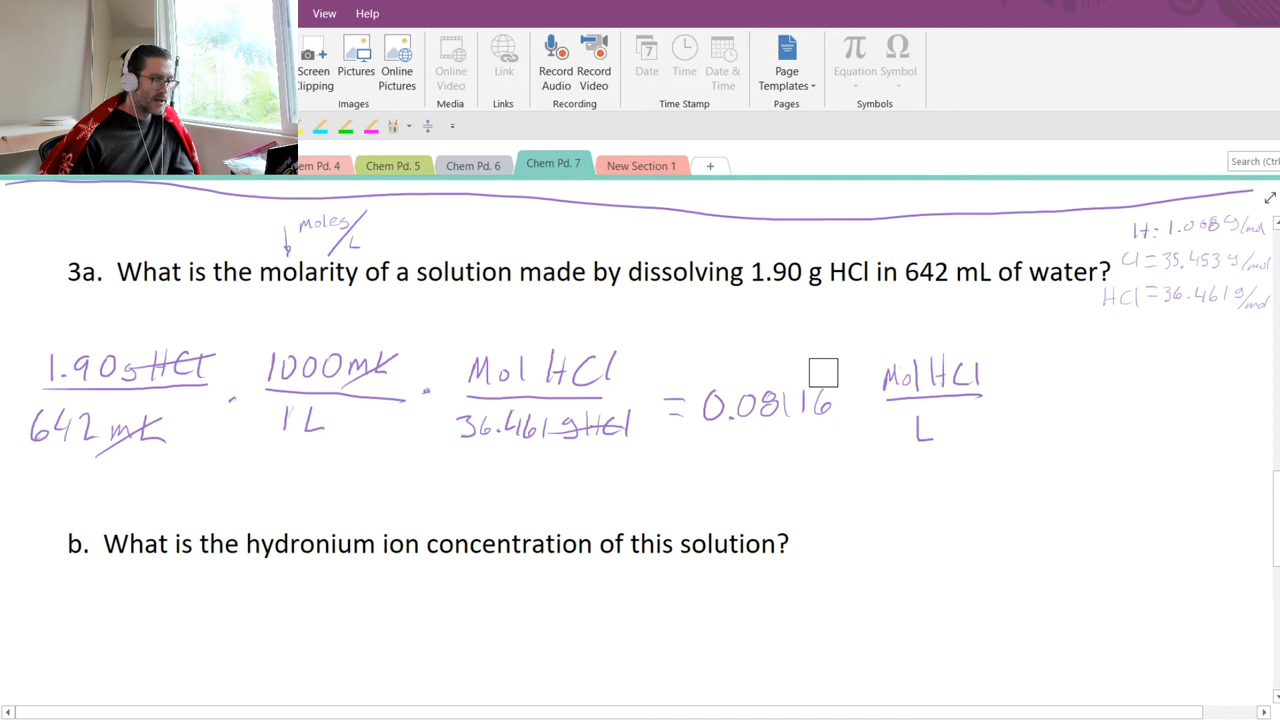 View Help
Screen Clipping
Pictures
Online Pictures
Online Video
Link
Record Audio
Record Video
Date
Time
Date & Time
Page Templates
π Equation
Ω Symbol
Images Media Links Recording Time Stamp Pages Symbols
hem Pd. 4 Chem Pd. 5 Chem Pd. 6 Chem Pd. 7 New Section 1 +
Search (Ctrl
moles/L
H = 1.008 g/mol
3a. What is the molarity of a solution made by dissolving 1.90 g HCl in 642 mL of water?
Cl = 35.453 g/mol
HCl = 36.461 g/mol
1.90 g HCl / 642 mL · 1000 mL / 1 L · Mol HCl / 36.461 g HCl = 0.08116 Mol HCl / L
b. What is the hydronium ion concentration of this solution?